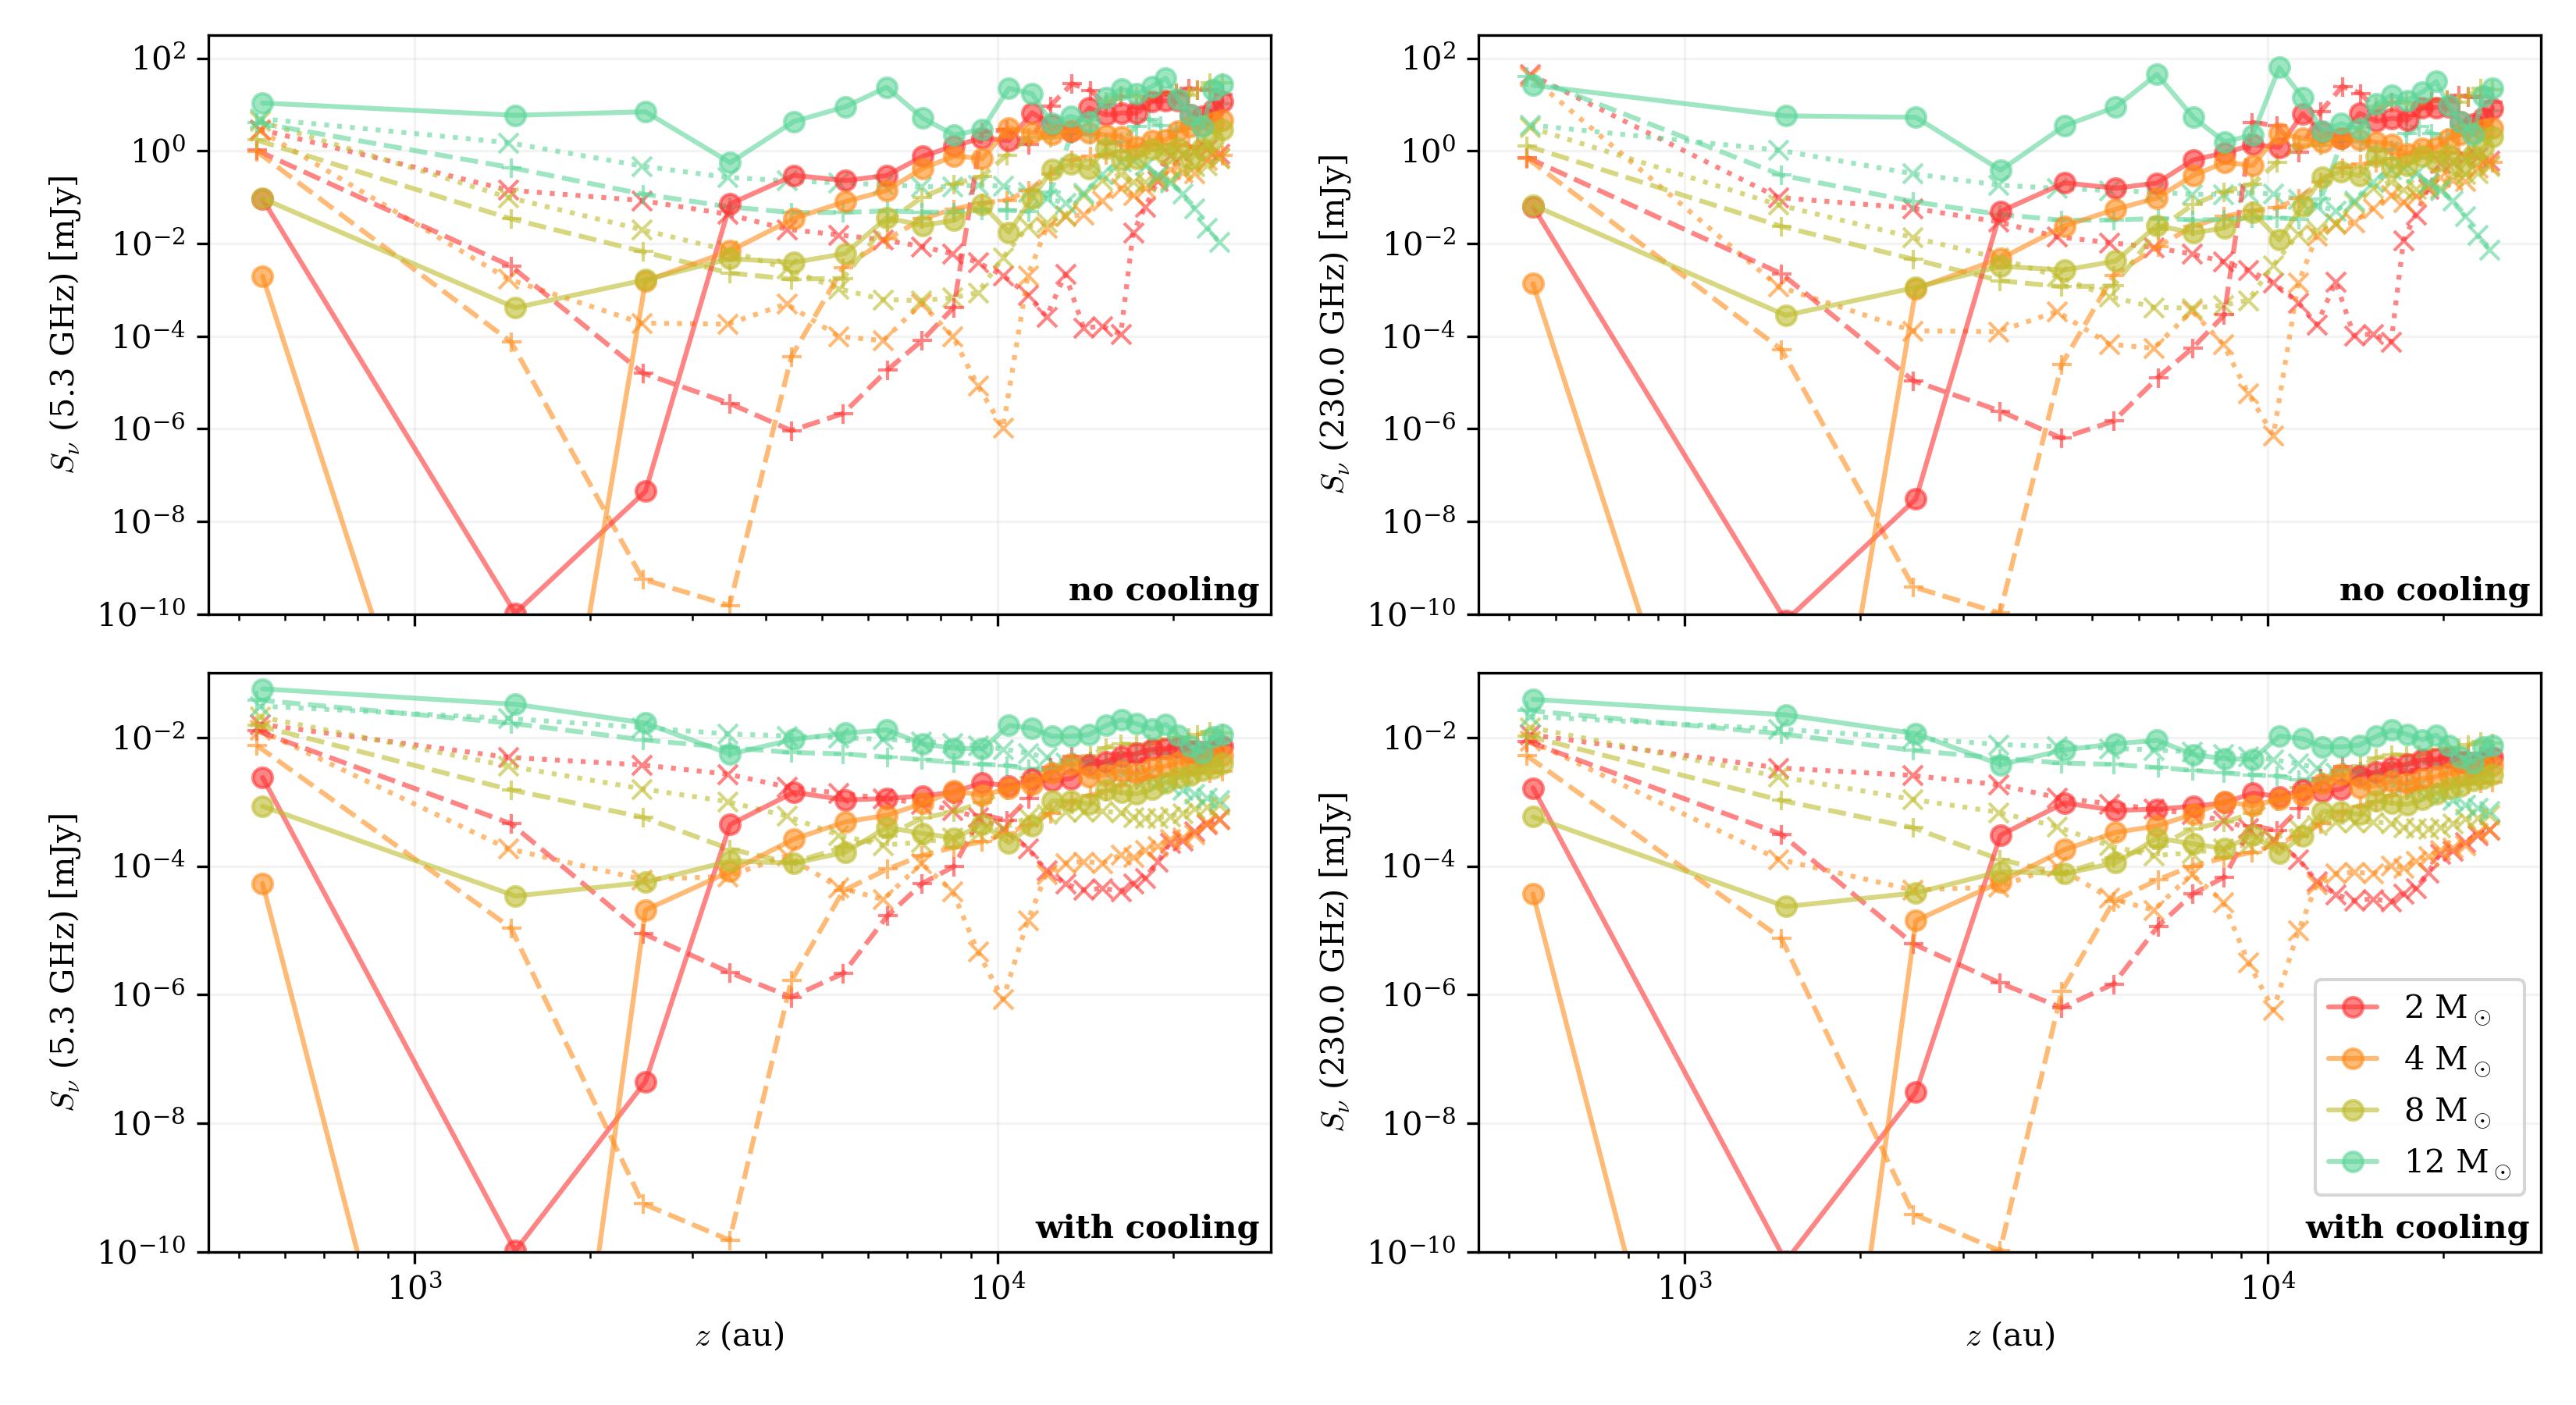 S_ν (5.3 GHz) [mJy]
10^2
10^0
10^−2
10^−4
10^−6
10^−8
10^−10
no cooling
S_ν (230.0 GHz) [mJy]
10^2
10^0
10^−2
10^−4
10^−6
10^−8
10^−10
no cooling
S_ν (5.3 GHz) [mJy]
10^−2
10^−4
10^−6
10^−8
10^−10
with cooling
10^3
10^4
z (au)
S_ν (230.0 GHz) [mJy]
10^−2
10^−4
10^−6
10^−8
10^−10
2 M_⊙
4 M_⊙
8 M_⊙
12 M_⊙
with cooling
10^3
10^4
z (au)